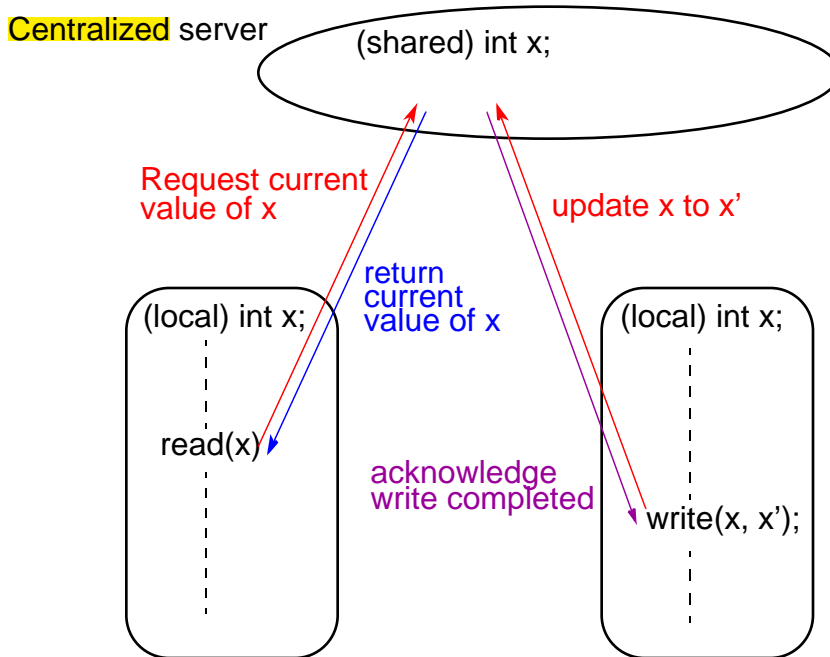 Centralized server
(shared) int x;
Request current
value of x
update x to x’
return
current
value of x
(local) int x;
(local) int x;
read(x)
acknowledge
write completed
write(x, x’);